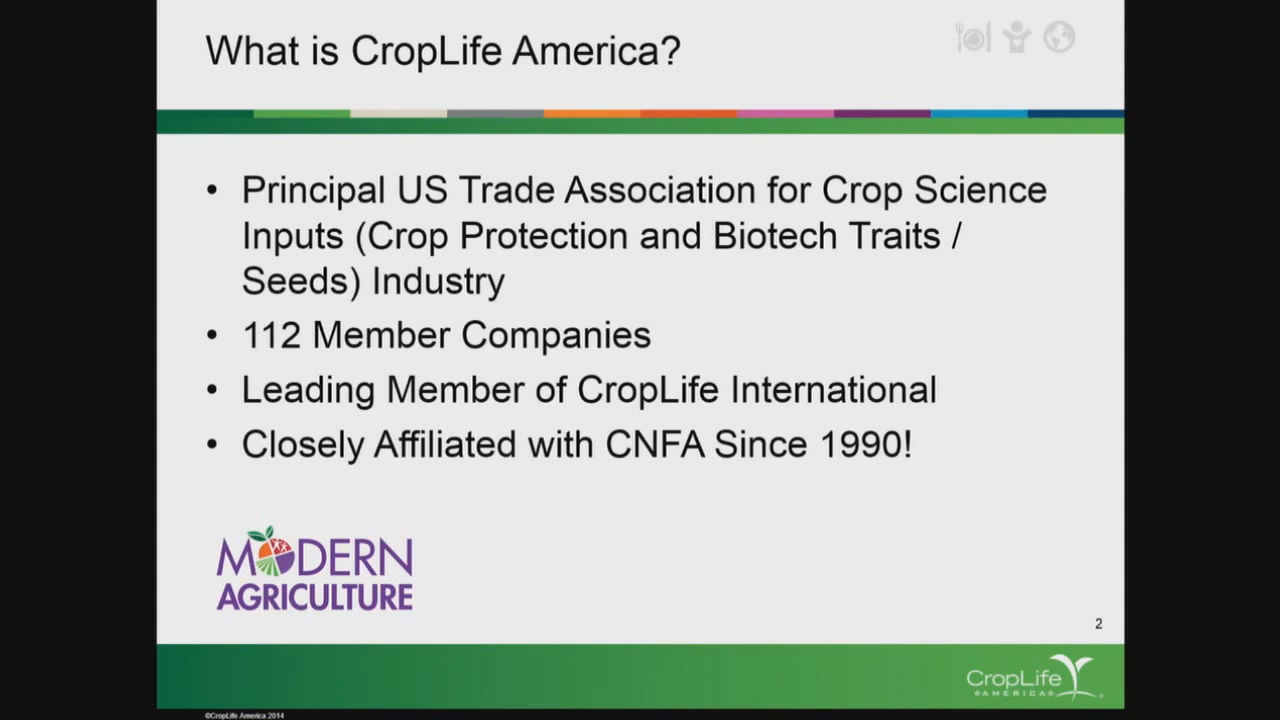 What is CropLife America?
• Principal US Trade Association for Crop Science
Inputs (Crop Protection and Biotech Traits /
Seeds) Industry
• 112 Member Companies
• Leading Member of CropLife International
• Closely Affiliated with CNFA Since 1990!
MODERN
AGRICULTURE
2
CropLife
AMERICA
©CropLife America 2014